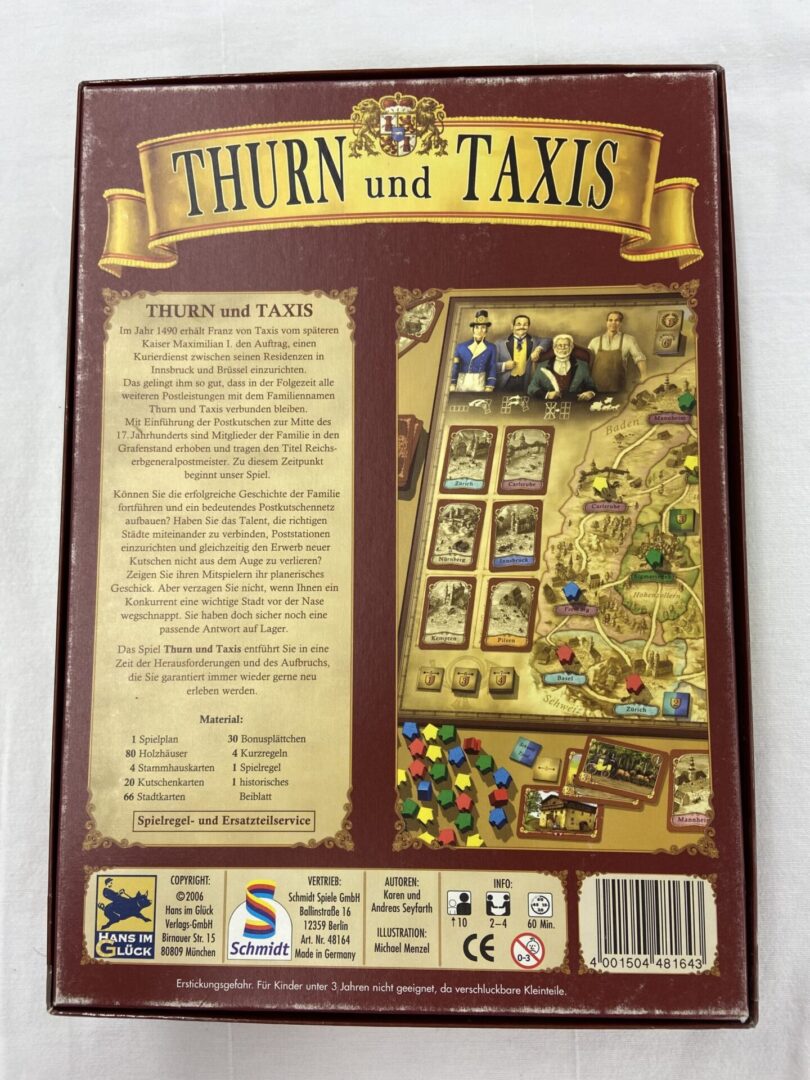 THURN und TAXIS
THURN und TAXIS
Im Jahr 1490 erhält Franz von Taxis vom späteren
Kaiser Maximilian I. den Auftrag, einen
Kurierdienst zwischen seinen Residenzen in
Innsbruck und Brüssel einzurichten.
Das gelingt ihm so gut, dass in der Folgezeit alle
weiteren Postleistungen mit dem Familiennamen
Thurn und Taxis verbunden bleiben.
Mit Einführung der Postkutschen zur Mitte des
17. Jahrhunderts sind Mitglieder der Familie in den
Grafenstand erhoben und tragen den Titel Reichs-
erbgeneralpostmeister. Zu diesem Zeitpunkt
beginnt unser Spiel.
Können Sie die erfolgreiche Geschichte der Familie
fortführen und ein bedeutendes Postkutschennetz
aufbauen? Haben Sie das Talent, die richtigen
Städte miteinander zu verbinden, Poststationen
einzurichten und gleichzeitig den Erwerb neuer
Kutschen nicht aus dem Auge zu verlieren?
Zeigen Sie ihren Mitspielern ihr planerisches
Geschick. Aber verzagen Sie nicht, wenn Ihnen ein
Konkurrent eine wichtige Stadt vor der Nase
wegschnappt. Sie haben doch sicher noch eine
passende Antwort auf Lager.
Das Spiel Thurn und Taxis entführt Sie in eine
Zeit der Herausforderungen und des Aufbruchs,
die Sie garantiert immer wieder gerne neu
erleben werden.
Material:
1 Spielplan
80 Holzhäuser
4 Stammhauskarten
20 Kutschenkarten
66 Stadtkarten
30 Bonusplättchen
4 Kurzregeln
1 Spielregel
1 historisches
Beiblatt
Spielregel- und Ersatzteilservice
Baden
Mannheim
Zürich
Carlsruhe
Carlsruhe
Nürnberg
Innsbruck
Hohenzollern
Freiburg
Kempten
Pilsen
Basel
Zürich
Schweiz
Mannheim
HANS IM
GLÜCK
COPYRIGHT:
©2006
Hans im Glück
Verlags-GmbH
Birnauer Str. 15
80809 München
Schmidt
VERTRIEB:
Schmidt Spiele GmbH
Ballinstraße 16
12359 Berlin
Art. Nr. 48164
Made in Germany
AUTOREN:
Karen und
Andreas Seyfarth
ILLUSTRATION:
Michael Menzel
INFO:
↑10
2–4
60 Min.
CE
0-3
4 001504 481643
Erstickungsgefahr. Für Kinder unter 3 Jahren nicht geeignet, da verschluckbare Kleinteile.